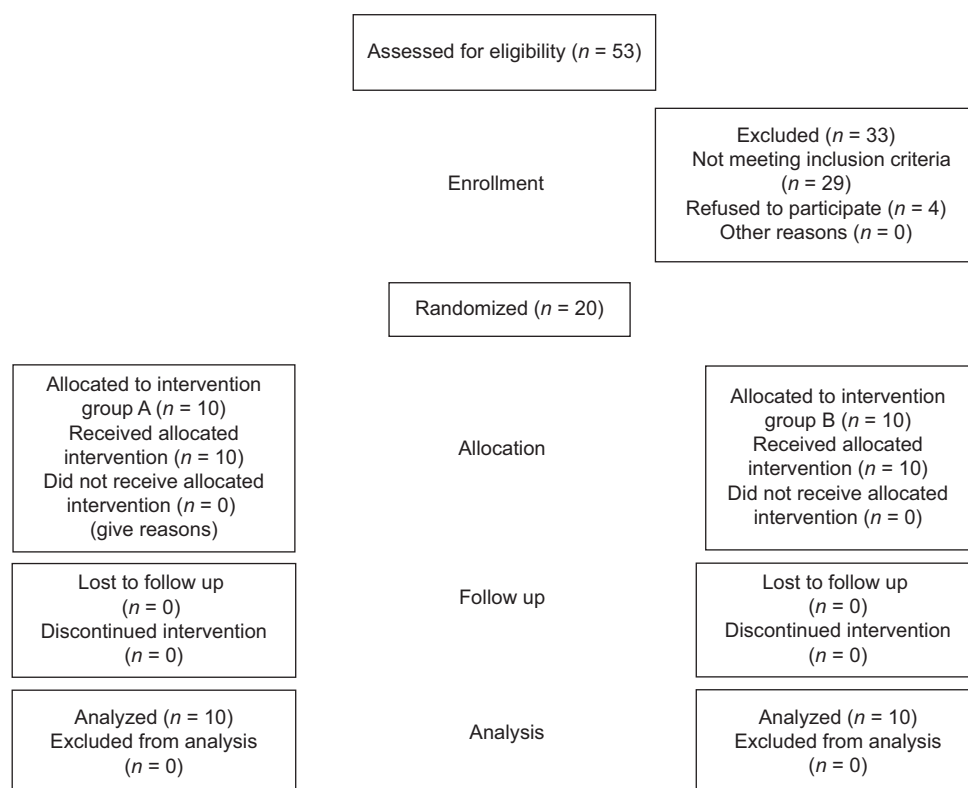 Assessed for eligibility (n = 53)
Excluded (n = 33)
Not meeting inclusion criteria
(n = 29)
Refused to participate (n = 4)
Other reasons (n = 0)
Enrollment
Randomized (n = 20)
Allocated to intervention
group A (n = 10)
Received allocated
intervention (n = 10)
Did not receive allocated
intervention (n = 0)
(give reasons)
Allocation
Allocated to intervention
group B (n = 10)
Received allocated
intervention (n = 10)
Did not receive allocated
intervention (n = 0)
Lost to follow up
(n = 0)
Discontinued intervention
(n = 0)
Follow up
Lost to follow up
(n = 0)
Discontinued intervention
(n = 0)
Analyzed (n = 10)
Excluded from analysis
(n = 0)
Analysis
Analyzed (n = 10)
Excluded from analysis
(n = 0)